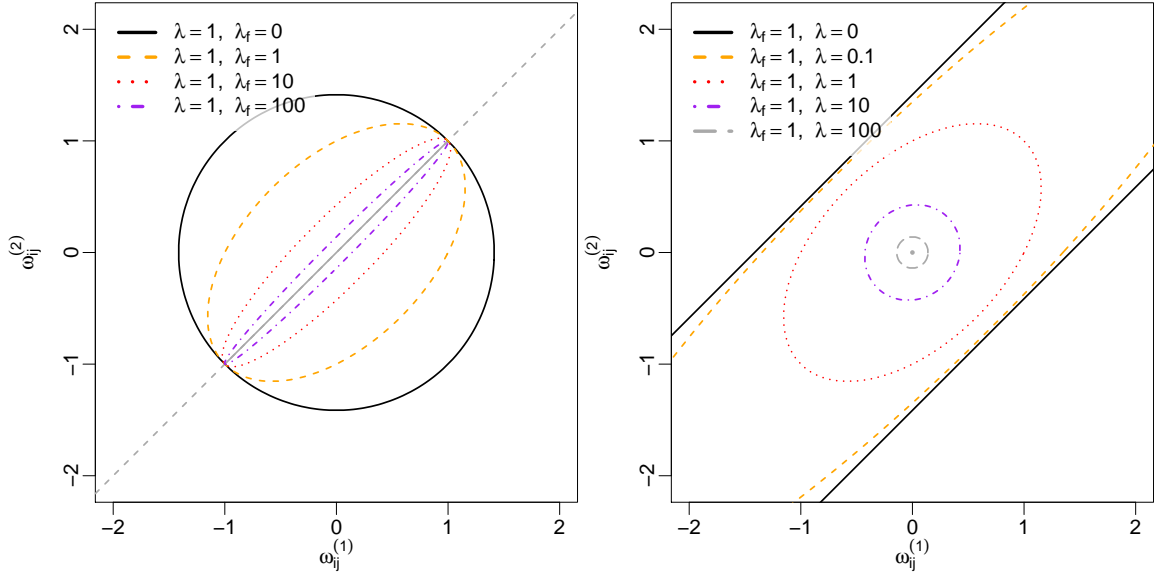 λ = 1, λf = 0
λ = 1, λf = 1
λ = 1, λf = 10
λ = 1, λf = 100
2
1
0
−1
−2
ωij(2)
−2 −1 0 1 2
ωij(1)
λf = 1, λ = 0
λf = 1, λ = 0.1
λf = 1, λ = 1
λf = 1, λ = 10
λf = 1, λ = 100
2
1
0
−1
−2
ωij(2)
−2 −1 0 1 2
ωij(1)